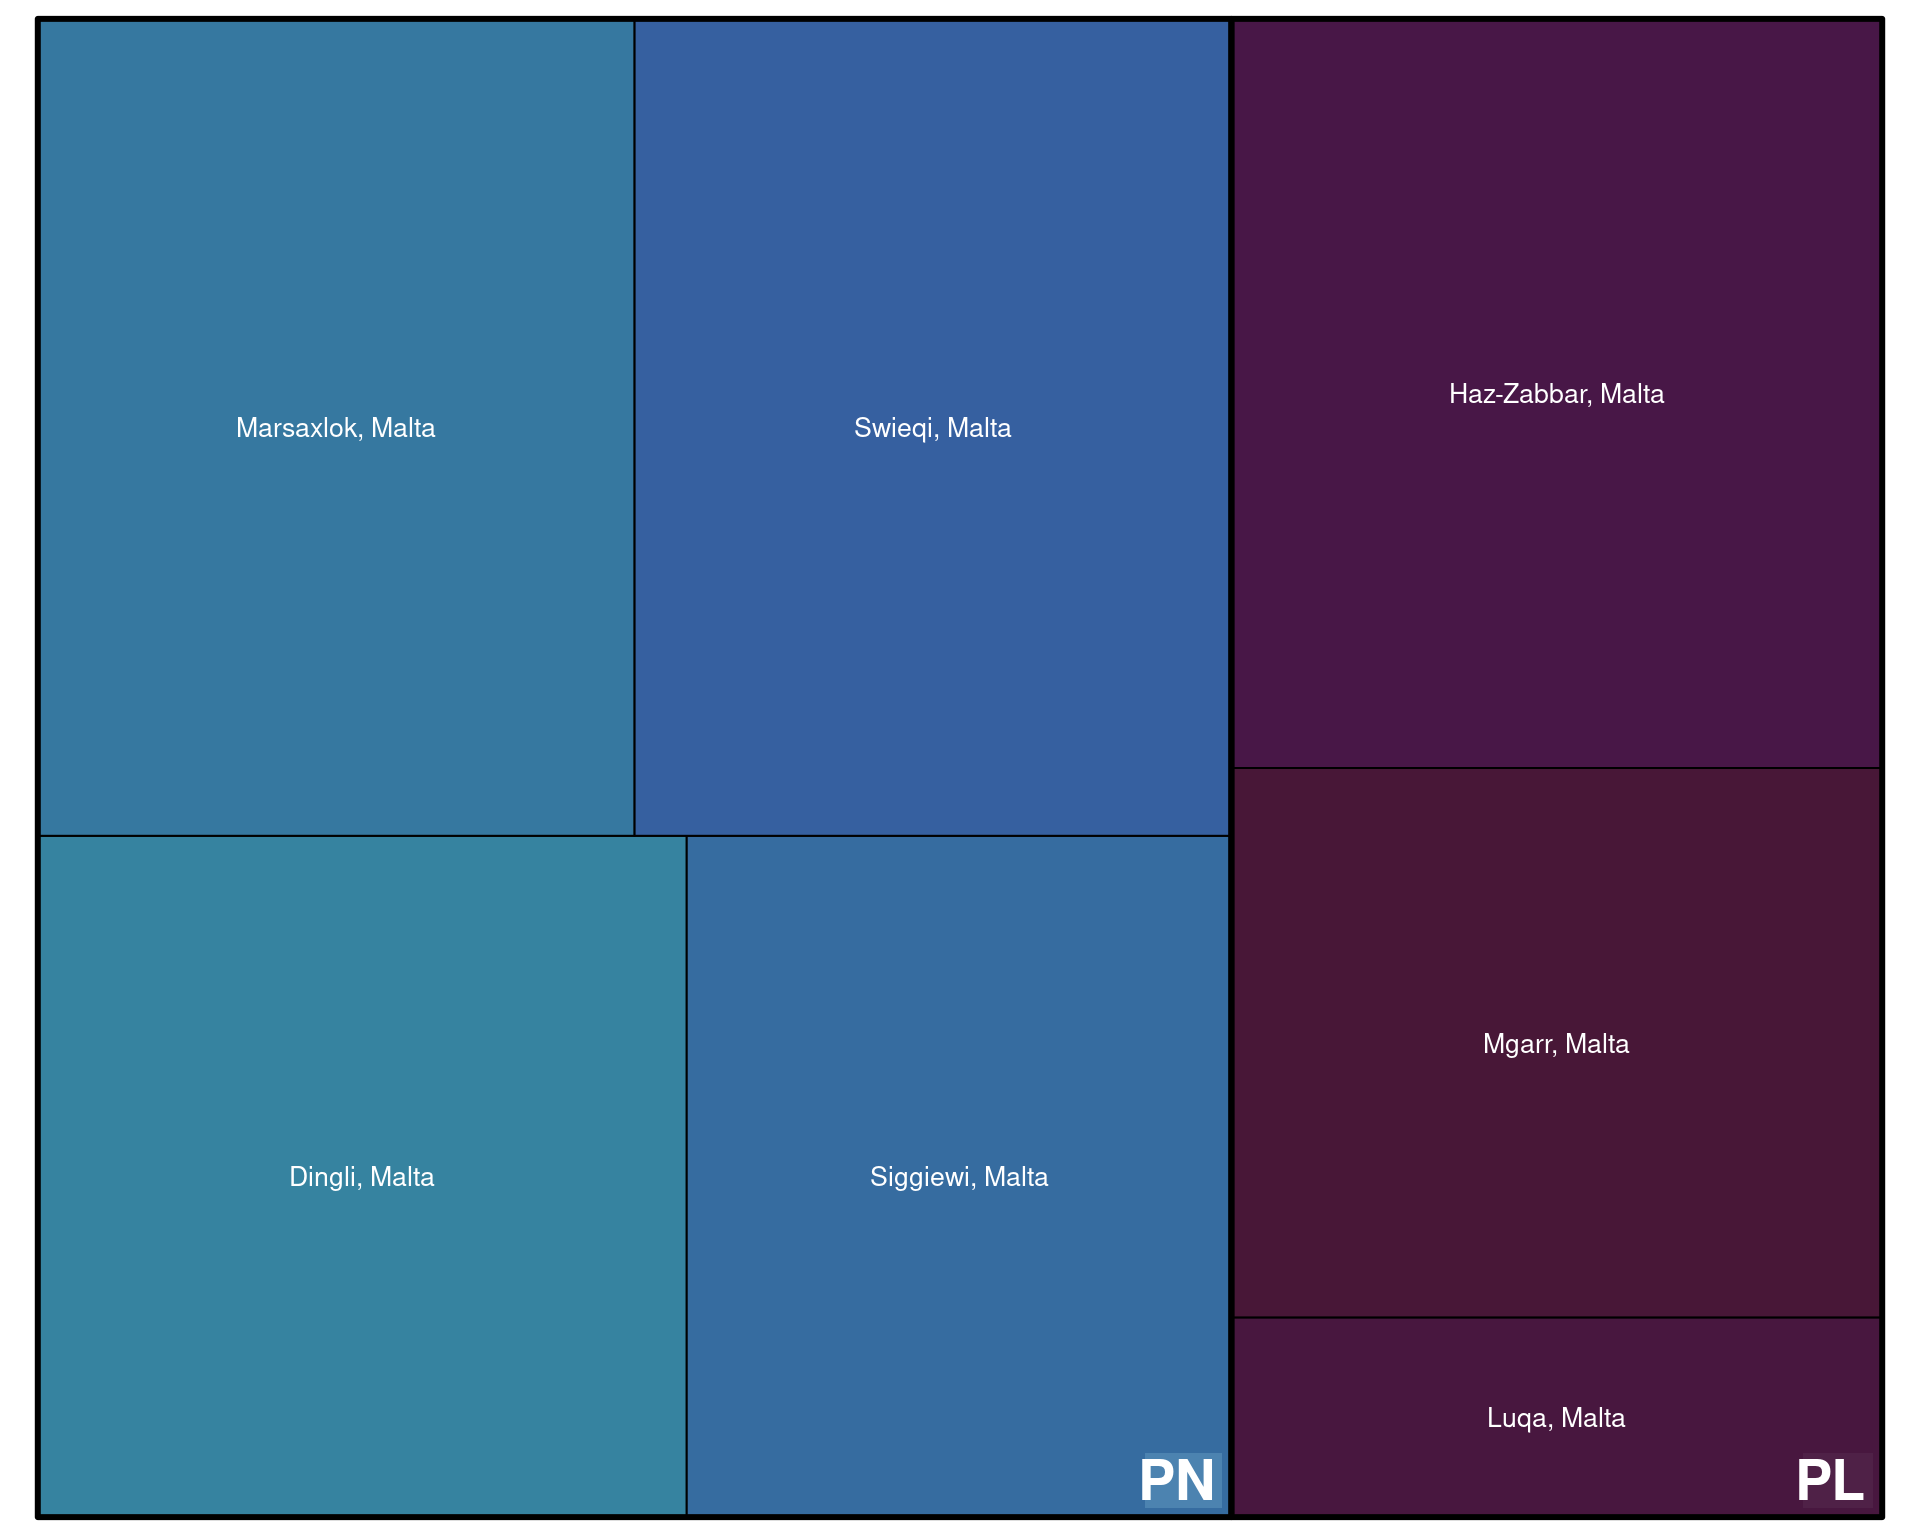 Marsaxlok, Malta
Swieqi, Malta
Haz-Zabbar, Malta
Dingli, Malta
Siggiewi, Malta
Mgarr, Malta
Luqa, Malta
PN
PL